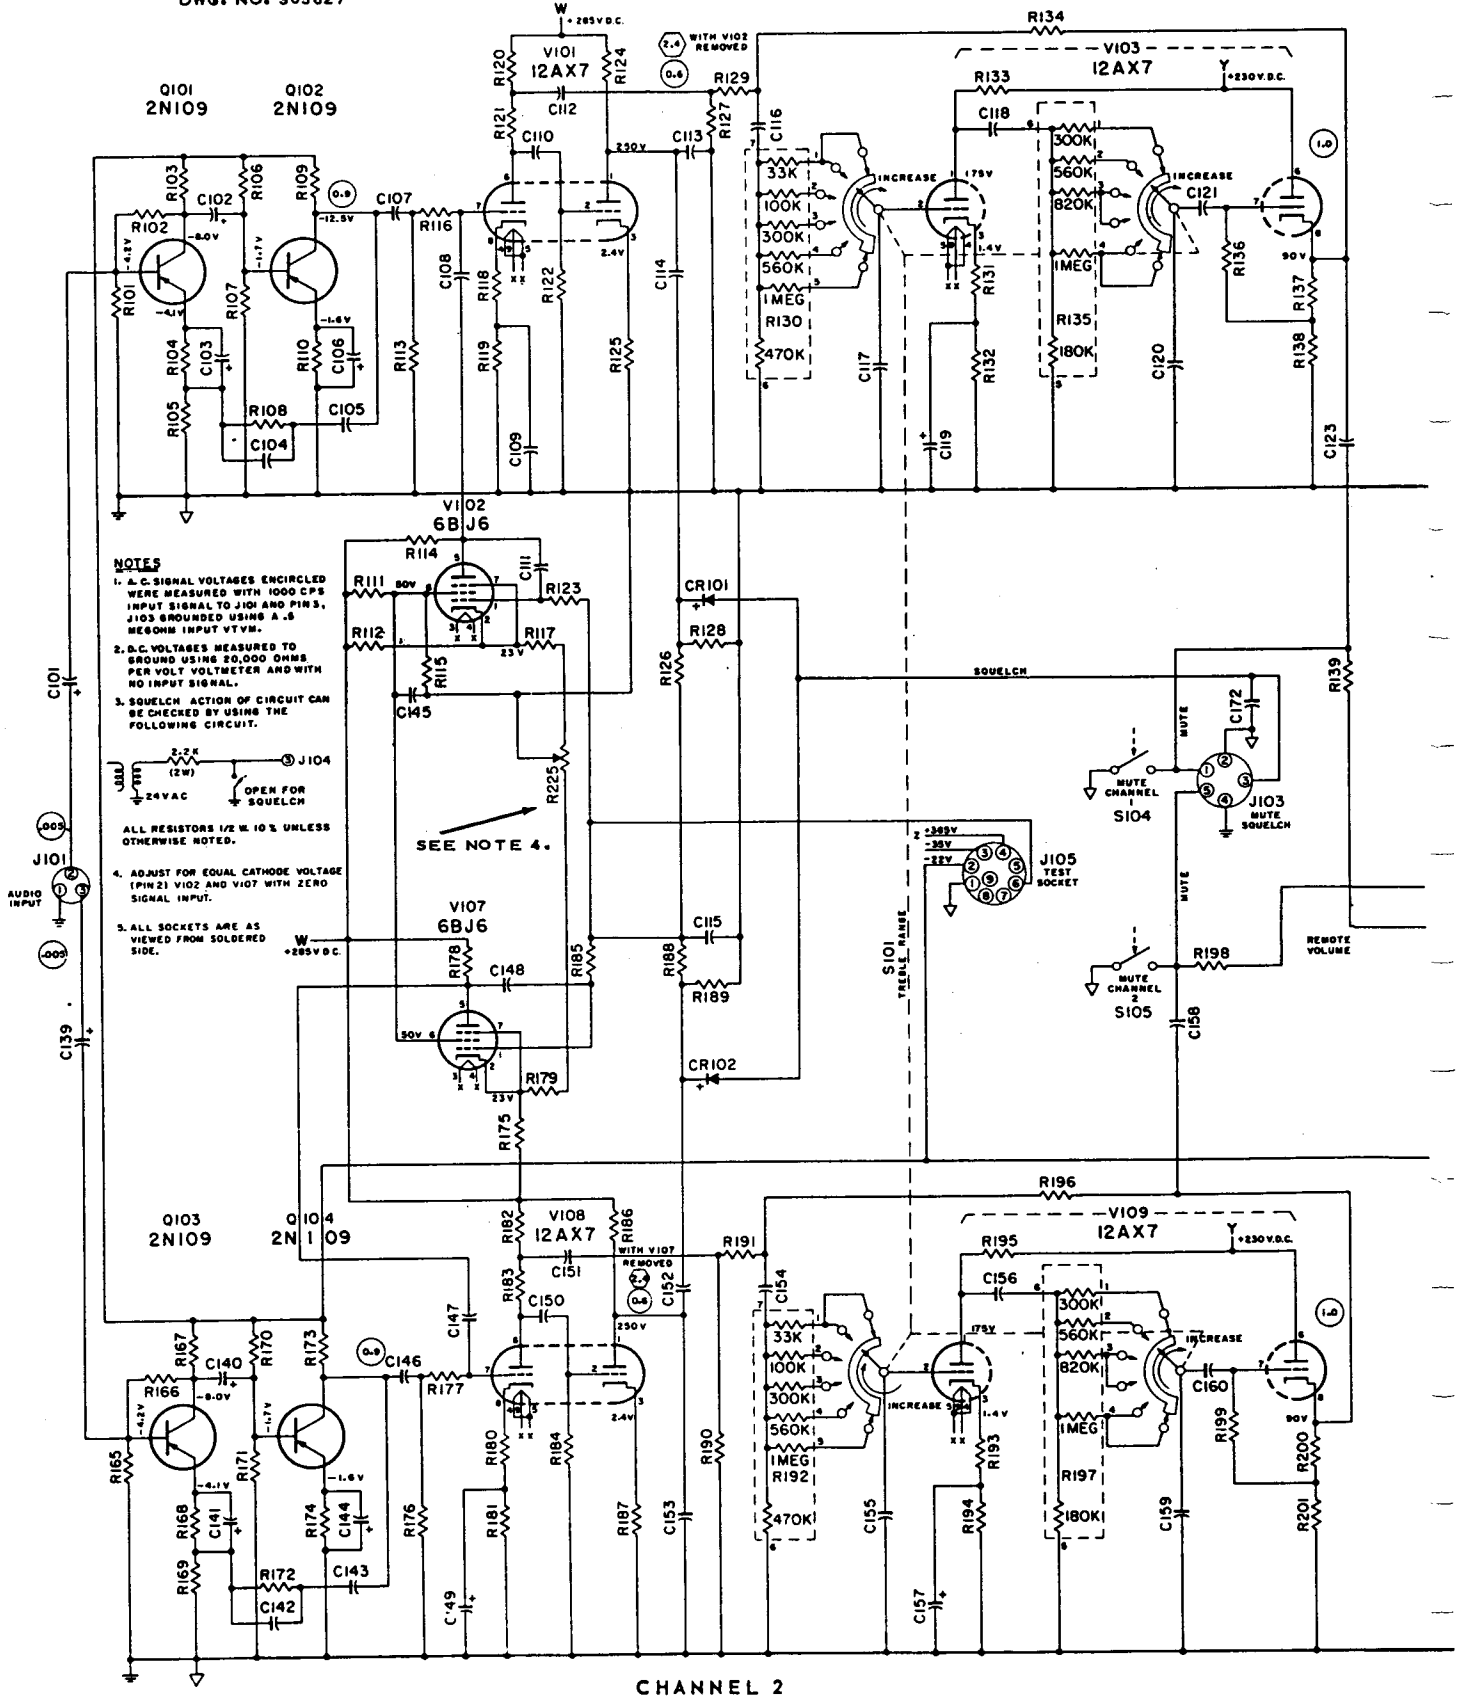 DWG. NO. 303627
W
+285V D.C.
R134
2.4
WITH V102
REMOVED
0.6
V101
12AX7
R120
R124
R129
V103
12AX7
Y
+230V.D.C.
R133
Q101
2N109
Q102
2N109
C112
R121
R127
C116
C118
C110
250V
C113
7
33K
100K
300K
560K
1MEG
R130
470K
6
300K
560K
820K
1MEG
R135
180K
5
1.0
R103
R106
R109
0.9
C102
R102
-8.0V
-4.2V
-12.5V
-1.7V
C107
R116
C108
INCREASE
175V
C121
R136
90V
R137
R138
R101
R107
-4.1V
-1.6V
R104
C103
R110
C106
R113
R118
R119
R122
2.4V
R125
C114
C117
1.4V
R131
R132
C119
C120
R105
R108
C105
C104
C109
C123
V102
6BJ6
R114
C111
R111
50V
R123
R112
23V
R117
R115
C145
CR101
R128
R126
SQUELCH
R139
NOTES
1. A.C. SIGNAL VOLTAGES ENCIRCLED
WERE MEASURED WITH 1000 CPS
INPUT SIGNAL TO J101 AND PIN 3,
J103 GROUNDED USING A .5
MEGOHM INPUT VTVM.
2. D.C. VOLTAGES MEASURED TO
GROUND USING 20,000 OHMS
PER VOLT VOLTMETER AND WITH
NO INPUT SIGNAL.
3. SQUELCH ACTION OF CIRCUIT CAN
BE CHECKED BY USING THE
FOLLOWING CIRCUIT.
2.2K
(2W)
3 J104
24VAC
OPEN FOR
SQUELCH
ALL RESISTORS 1/2 W. 10% UNLESS
OTHERWISE NOTED.
4. ADJUST FOR EQUAL CATHODE VOLTAGE
(PIN 2) V102 AND V107 WITH ZERO
SIGNAL INPUT.
5. ALL SOCKETS ARE AS
VIEWED FROM SOLDERED
SIDE.
C101
.005
J101
AUDIO
INPUT
.005
C139
R225
SEE NOTE 4.
C172
MUTE
MUTE
CHANNEL
1
S104
J103
MUTE
SQUELCH
Z +385V
-35V
-22V
J105
TEST
SOCKET
V107
6BJ6
W
+285V D.C.
R178
C148
R185
R188
C115
R189
50V
23V
R179
R175
CR102
S101
TREBLE RANGE
MUTE
MUTE
CHANNEL
2
S105
R198
REMOTE
VOLUME
C158
R196
Q103
2N109
Q104
2N109
R182
V108
12AX7
R186
WITH V107
REMOVED
2.4
0.6
C151
R183
C150
C147
R191
C152
C154
V109
12AX7
Y
+230V.D.C.
R195
C156
7
33K
100K
300K
560K
1MEG
R192
470K
6
300K
560K
820K
1MEG
R197
180K
5
1.0
R167
R170
R173
0.9
C146
R177
C140
R166
-8.0V
-4.2V
-1.7V
250V
2.4V
175V
1.4V
INCREASE
INCREASE
C160
R199
90V
R200
R201
R165
R171
-4.1V
-1.6V
R168
C141
R174
C144
R176
R180
R181
R184
R187
R190
C153
C155
R193
R194
C157
C159
R169
R172
C143
C142
C149
CHANNEL 2